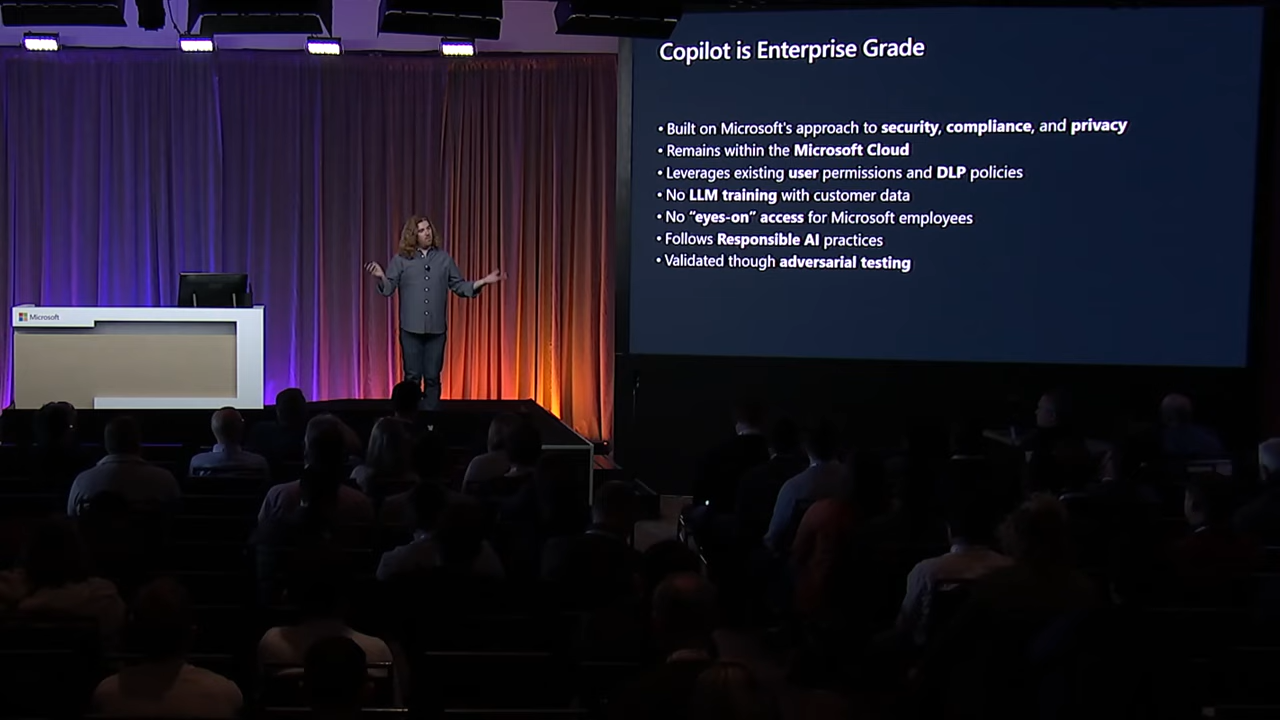 Copilot is Enterprise Grade
• Built on Microsoft's approach to security, compliance, and privacy
• Remains within the Microsoft Cloud
• Leverages existing user permissions and DLP policies
• No LLM training with customer data
• No “eyes-on” access for Microsoft employees
• Follows Responsible AI practices
• Validated though adversarial testing
Microsoft